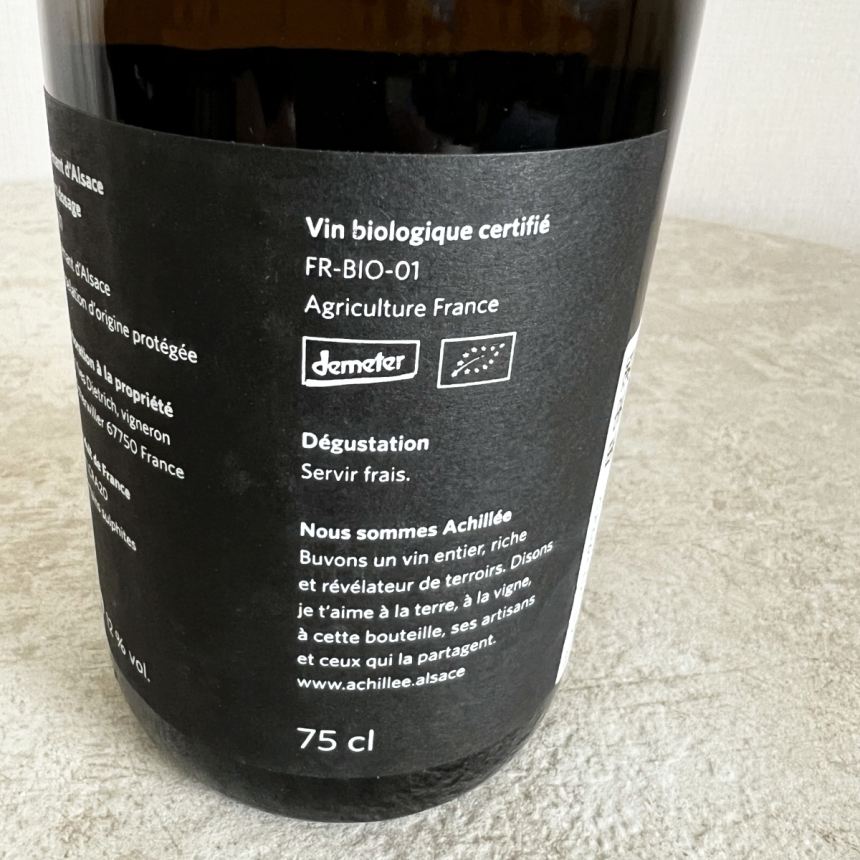 d'Alsace
dosage
d'Alsace
d'origine protégée
à la propriété
Dietrich, vigneron
67750 France
de France
sulphites
12 % vol.
Vin biologique certifié
FR-BIO-01
Agriculture France
demeter
Dégustation
Servir frais.
Nous sommes Achillée
Buvons un vin entier, riche
et révélateur de terroirs. Disons
je t'aime à la terre, à la vigne,
à cette bouteille, ses artisans
et ceux qui la partagent.
www.achillee.alsace
75 cl